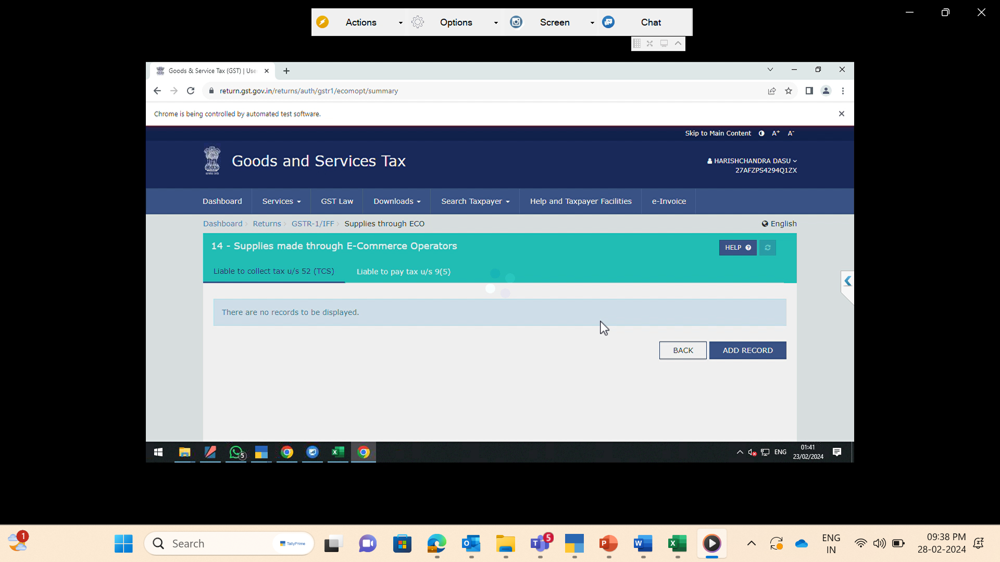 Actions Options Screen Chat
Goods & Service Tax (GST) | Use
return.gst.gov.in/returns/auth/gstr1/ecomopt/summary
Chrome is being controlled by automated test software.
Skip to Main Content A+ A-
Goods and Services Tax
HARISHCHANDRA DASU
27AFZPS4294Q1ZX
Dashboard Services GST Law Downloads Search Taxpayer Help and Taxpayer Facilities e-Invoice
Dashboard Returns GSTR-1/IFF Supplies through ECO English
14 - Supplies made through E-Commerce Operators
HELP
Liable to collect tax u/s 52 (TCS) Liable to pay tax u/s 9(5)
There are no records to be displayed.
BACK ADD RECORD
5
ENG
01:41
23/02/2024
1
Search
TallyPrime
5
ENG
IN
09:38 PM
28-02-2024